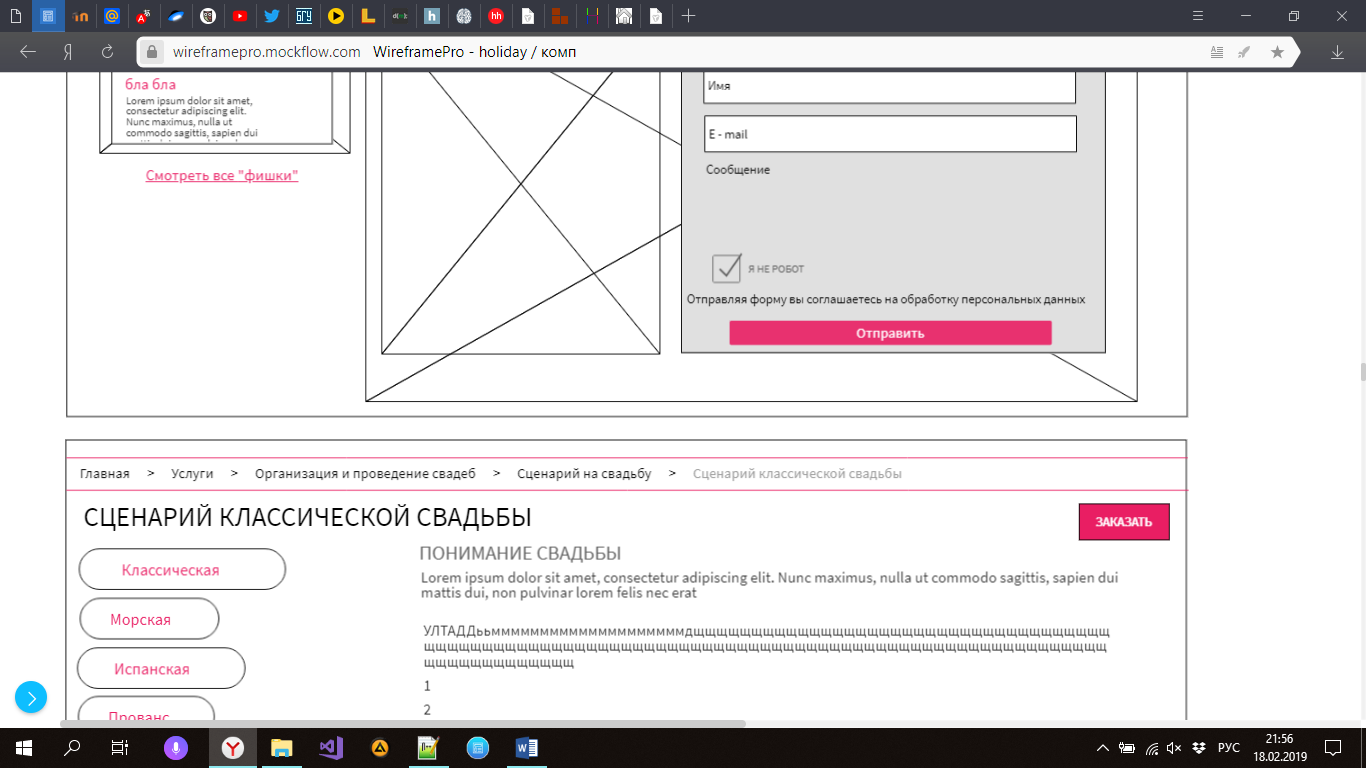 wireframepro.mockflow.com WireframePro - holiday / комп
бла бла
Lorem ipsum dolor sit amet,
consectetur adipiscing elit.
Nunc maximus, nulla ut
commodo sagittis, sapien dui
Смотреть все "фишки"
Имя
E - mail
Сообщение
Я НЕ РОБОТ
Отправляя форму вы соглашаетесь на обработку персональных данных
Отправить
Главная > Услуги > Организация и проведение свадеб > Сценарий на свадьбу > Сценарий классической свадьбы
СЦЕНАРИЙ КЛАССИЧЕСКОЙ СВАДЬБЫ
ЗАКАЗАТЬ
Классическая
Морская
Испанская
Прованс
ПОНИМАНИЕ СВАДЬБЫ
Lorem ipsum dolor sit amet, consectetur adipiscing elit. Nunc maximus, nulla ut commodo sagittis, sapien dui
mattis dui, non pulvinar lorem felis nec erat
1
2
РУС
21:56
18.02.2019